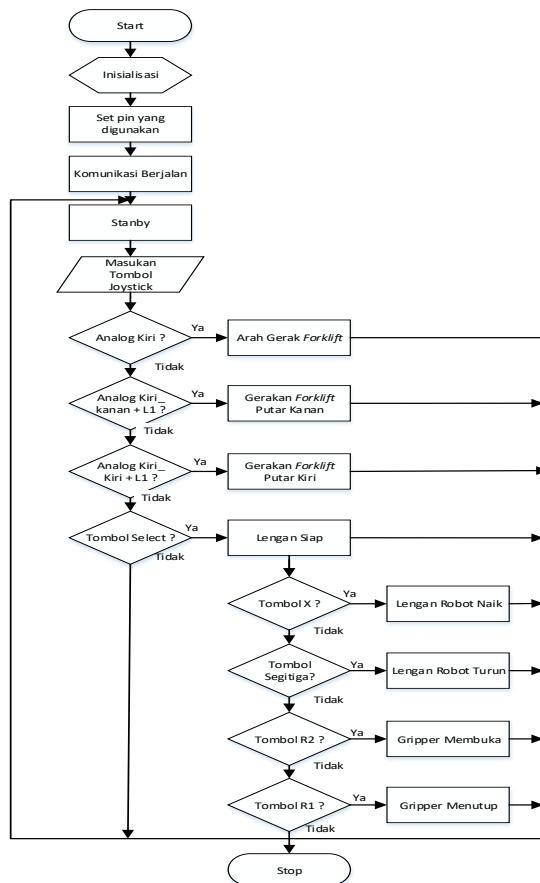 Start
Inisialisasi
Set pin yang
digunakan
Komunikasi Berjalan
Stanby
Masukan
Tombol
Joystick
Analog Kiri ?
Ya
Arah Gerak Forklift
Tidak
Analog Kiri_
kanan + L1 ?
Ya
Gerakan Forklift
Putar Kanan
Tidak
Analog Kiri_
Kiri + L1 ?
Ya
Gerakan Forklift
Putar Kiri
Tidak
Tombol Select ?
Ya
Lengan Siap
Tidak
Tombol X ?
Ya
Lengan Robot Naik
Tidak
Tombol
Segitiga?
Ya
Lengan Robot Turun
Tidak
Tombol R2 ?
Ya
Gripper Membuka
Tidak
Tombol R1 ?
Ya
Gripper Menutup
Tidak
Stop